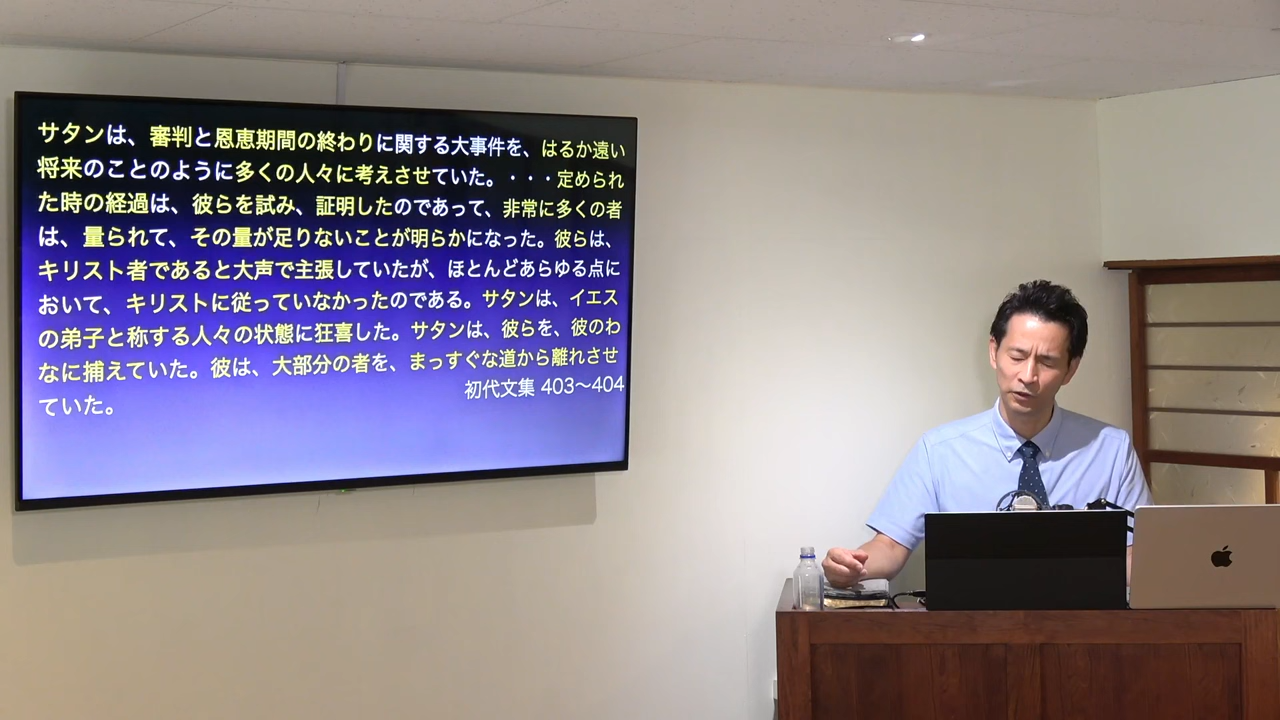 サタンは、審判と恩恵期間の終わりに関する大事件を、はるか遠い
将来のことのように多くの人々に考えさせていた。・・・定められ
た時の経過は、彼らを試み、証明したのであって、非常に多くの者
は、量られて、その量が足りないことが明らかになった。彼らは、
キリスト者であると大声で主張していたが、ほとんどあらゆる点に
おいて、キリストに従っていなかったのである。サタンは、イエス
の弟子と称する人々の状態に狂喜した。サタンは、彼らを、彼のわ
なに捕えていた。彼は、大部分の者を、まっすぐな道から離れさせ
ていた。
初代文集 403〜404